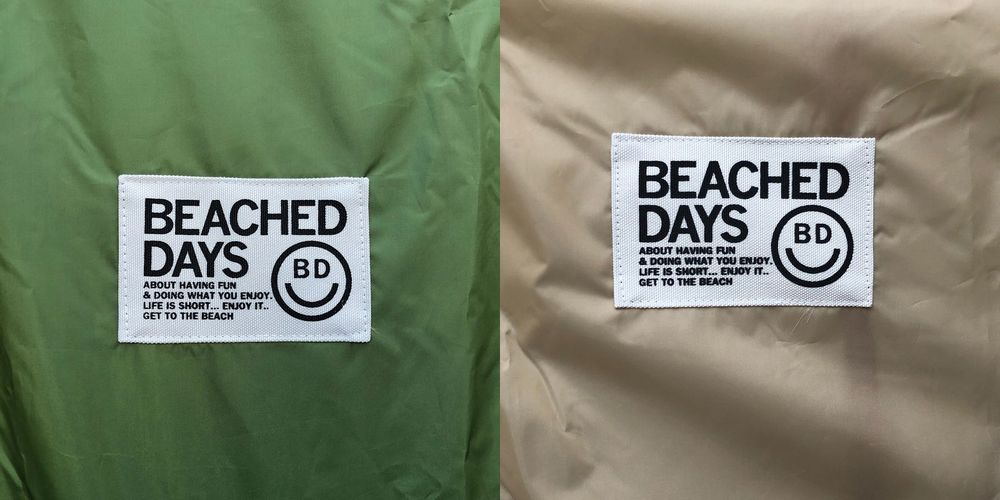 BEACHED
DAYS
ABOUT HAVING FUN
& DOING WHAT YOU ENJOY.
LIFE IS SHORT... ENJOY IT..
GET TO THE BEACH
BD
BEACHED
DAYS
ABOUT HAVING FUN
& DOING WHAT YOU ENJOY.
LIFE IS SHORT... ENJOY IT..
GET TO THE BEACH
BD